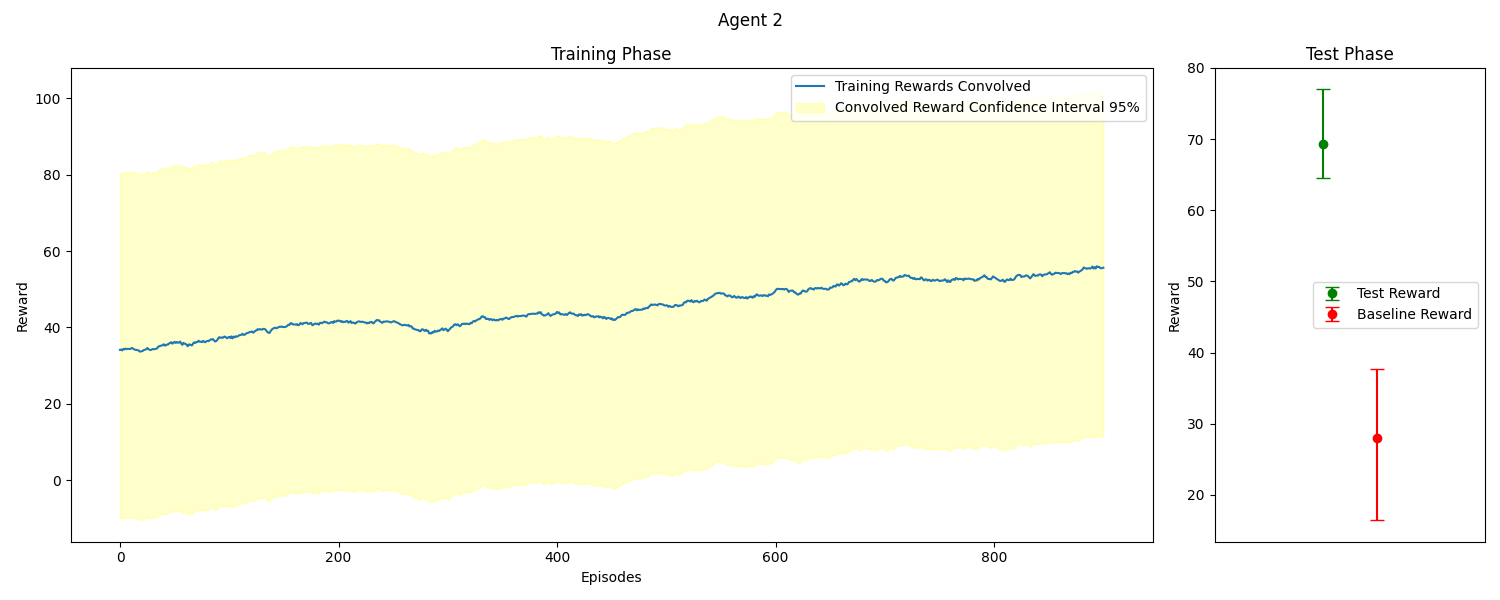 Agent 2
Training Phase
Training Rewards Convolved
Convolved Reward Confidence Interval 95%
100
80
60
40
20
0
Reward
0 200 400 600 800
Episodes
Test Phase
80
70
60
50
40
30
20
Reward
Test Reward
Baseline Reward